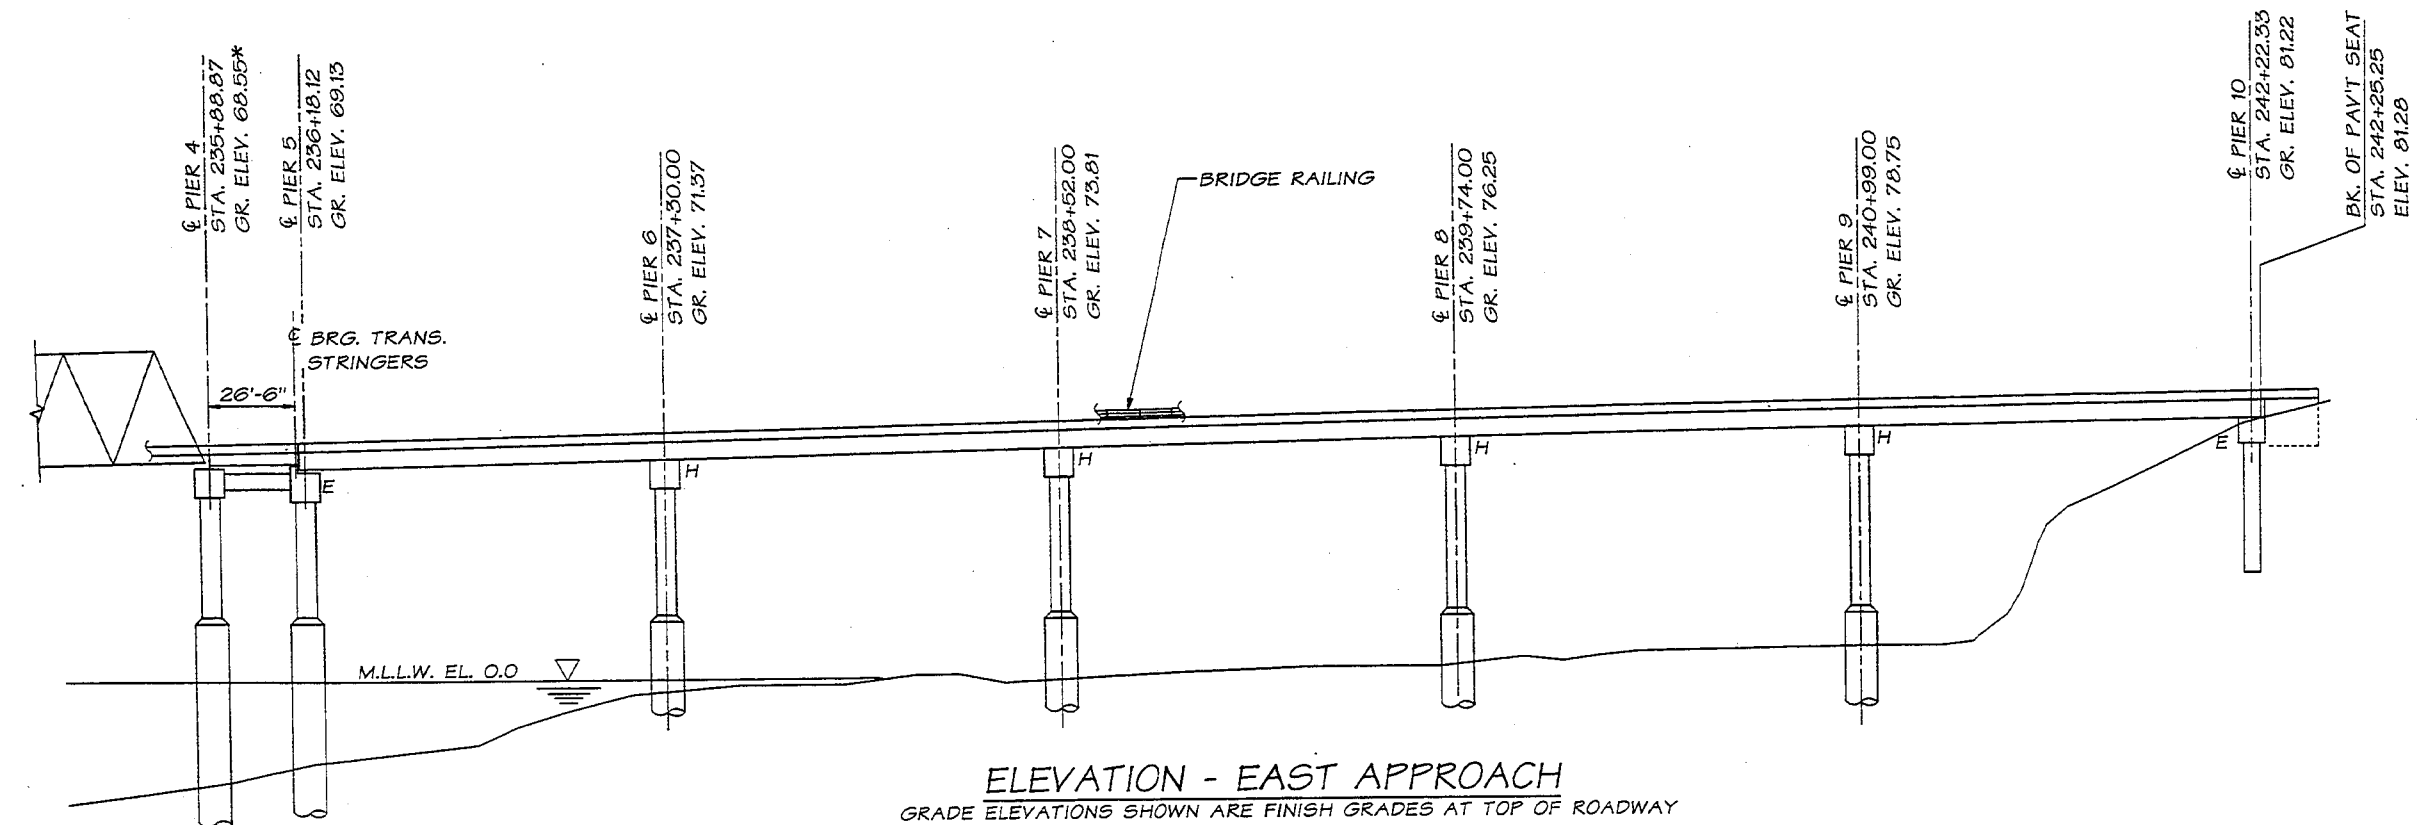 ℄ PIER 4
STA. 235+88.87
GR. ELEV. 68.55*
℄ PIER 5
STA. 236+18.12
GR. ELEV. 69.13
℄ PIER 6
STA. 237+30.00
GR. ELEV. 71.37
℄ PIER 7
STA. 238+52.00
GR. ELEV. 73.81
BRIDGE RAILING
℄ PIER 8
STA. 239+74.00
GR. ELEV. 76.25
℄ PIER 9
STA. 240+99.00
GR. ELEV. 78.75
℄ PIER 10
STA. 242+22.33
GR. ELEV. 81.22
BK. OF PAV'T SEAT
STA. 242+25.25
ELEV. 81.28
℄ BRG. TRANS.
STRINGERS
26'-6"
E
H
H
H
H
E
M.L.L.W. EL. 0.0
ELEVATION - EAST APPROACH
GRADE ELEVATIONS SHOWN ARE FINISH GRADES AT TOP OF ROADWAY